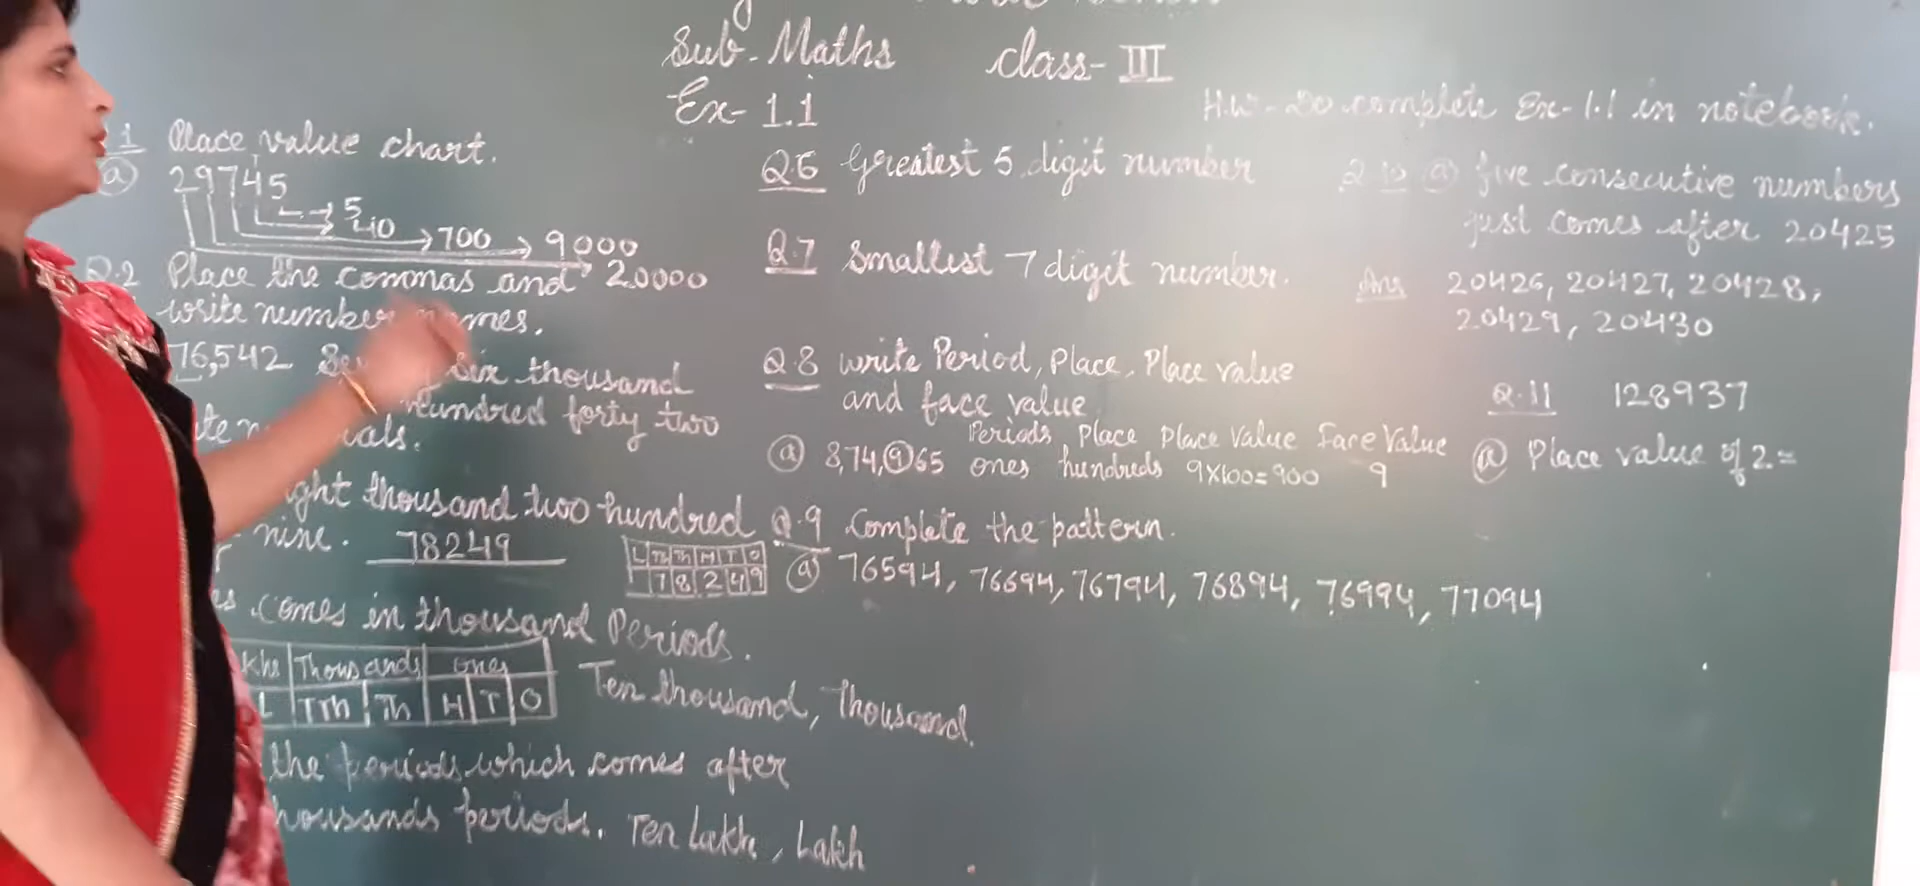 Sub- Maths class- III
Ex- 1.1
H.W- Do complete Ex- 1.1 in notebook.
1 Place value chart.
(a) 29745
5
40
700
9000
20000
Q.2 Place the commas and
write number names.
76,542 six thousand
hundred forty two
thousand two hundred
nine. 78249
L TTh Th H T O
7 8 2 4 9
comes in thousand Periods.
Thousands ones
L TTh Th H T O
Ten thousand, Thousand.
the periods which comes after
periods. Ten Lakh, Lakh
Q.6 Greatest 5 digit number
Q.7 Smallest 7 digit number.
Q.8 write Period, Place, Place value
and face value
Periods Place Place Value Face Value
(a) 8,74,965 ones hundreds 9X100=900 9
Q.9 Complete the pattern.
(a) 76594, 76694, 76794, 76894, 76994, 77094
Q.10 (a) five consecutive numbers
just comes after 20425
Ans 20426, 20427, 20428,
20429, 20430
Q.11 128937
(a) Place value of 2=